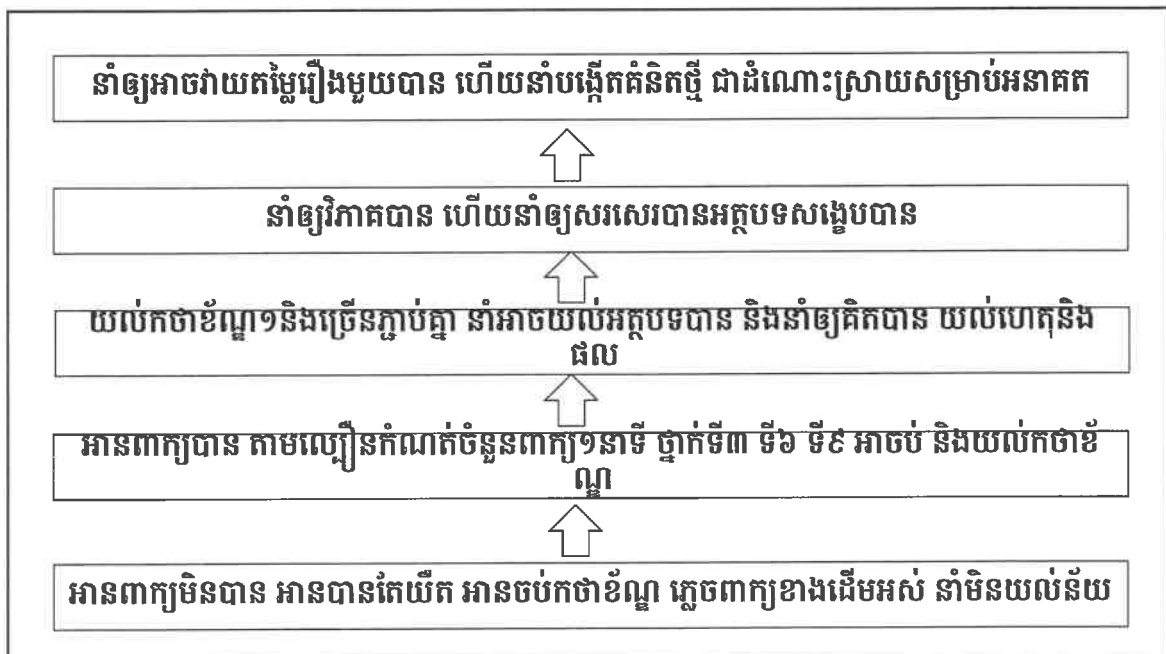 នាំឲ្យអាចវាយតម្លៃរឿងមួយបាន ហើយនាំបង្កើតគំនិតថ្មី ជាដំណោះស្រាយសម្រាប់អនាគត
នាំឲ្យវិភាគបាន ហើយនាំឲ្យសរសេរបានអត្ថបទសង្ខេបបាន
យល់កថាខ័ណ្ឌ១និងច្រើនភ្ជាប់គ្នា នាំអាចយល់អត្ថបទបាន និងនាំឲ្យគិតបាន យល់ហេតុនិង
ផល
អានពាក្យបាន តាមល្បឿនកំណត់ចំនួនពាក្យ១នាទី ថ្នាក់ទី៣ ទី៦ ទី៩ អាចប់ និងយល់កថាខ័
ណ្ឌ
អានពាក្យមិនបាន អានបានតែយឺត អានចប់កថាខ័ណ្ឌ ភ្លេចពាក្យខាងដើមអស់ នាំមិនយល់ន័យ